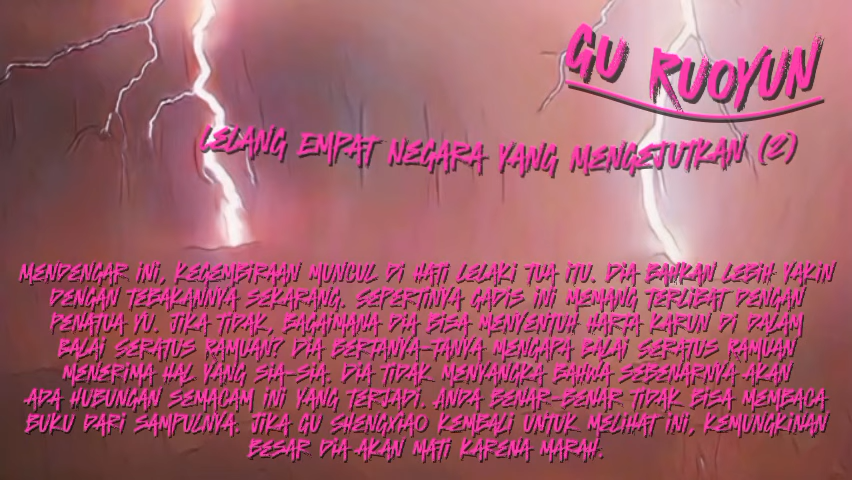 GU RUOYUN
LELANG EMPAT NEGARA YANG MENGEJUTKAN (2)
MENDENGAR INI, KEGEMBIRAAN MUNCUL DI HATI LELAKI TUA ITU. DIA BAHKAN LEBIH YAKIN
DENGAN TEBAKANNYA SEKARANG. SEPERTINYA GADIS INI MEMANG TERLIBAT DENGAN
PENATUA YU. JIKA TIDAK, BAGAIMANA DIA BISA MENYENTUH HARTA KARUN DI DALAM
BALAI SERATUS RAMUAN? DIA BERTANYA-TANYA MENGAPA BALAI SERATUS RAMUAN
MENERIMA HAL YANG SIA-SIA. DIA TIDAK MENYANGKA BAHWA SEBENARNYA AKAN
ADA HUBUNGAN SEMACAM INI YANG TERJADI. ANDA BENAR-BENAR TIDAK BISA MEMBACA
BUKU DARI SAMPULNYA. JIKA GU SHENGXIAO KEMBALI UNTUK MELIHAT INI, KEMUNGKINAN
BESAR DIA AKAN MATI KARENA MARAH.